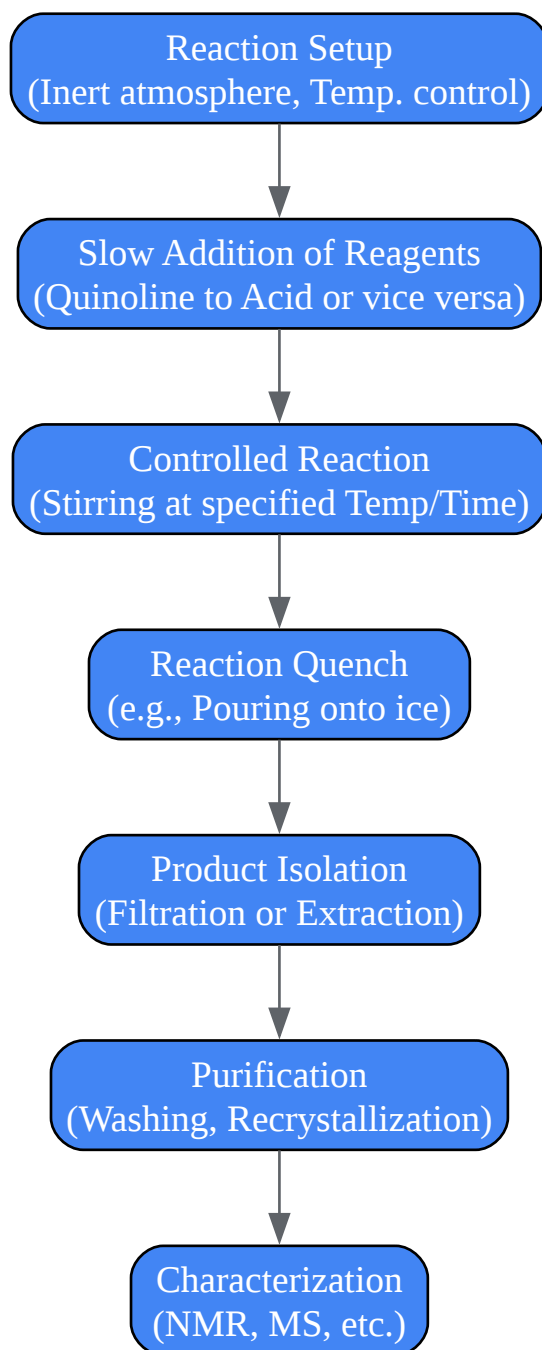 Reaction Setup
(Inert atmosphere, Temp. control)
Slow Addition of Reagents
(Quinoline to Acid or vice versa)
Controlled Reaction
(Stirring at specified Temp/Time)
Reaction Quench
(e.g., Pouring onto ice)
Product Isolation
(Filtration or Extraction)
Purification
(Washing, Recrystallization)
Characterization
(NMR, MS, etc.)